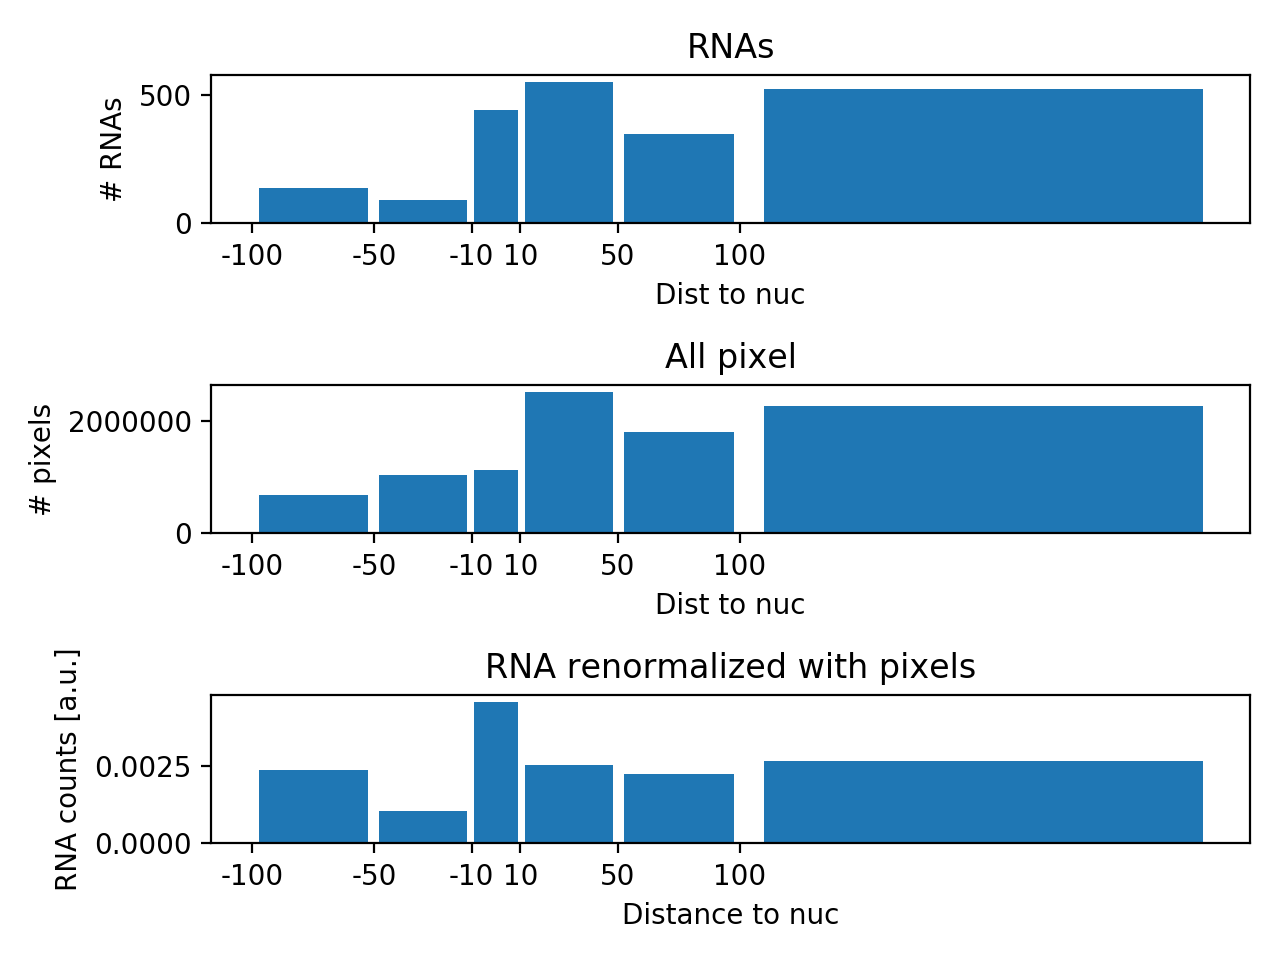 RNAs
# RNAs
500
0
-100 -50 -10 10 50 100
Dist to nuc
All pixel
# pixels
2000000
0
-100 -50 -10 10 50 100
Dist to nuc
RNA renormalized with pixels
RNA counts [a.u.]
0.0025
0.0000
-100 -50 -10 10 50 100
Distance to nuc